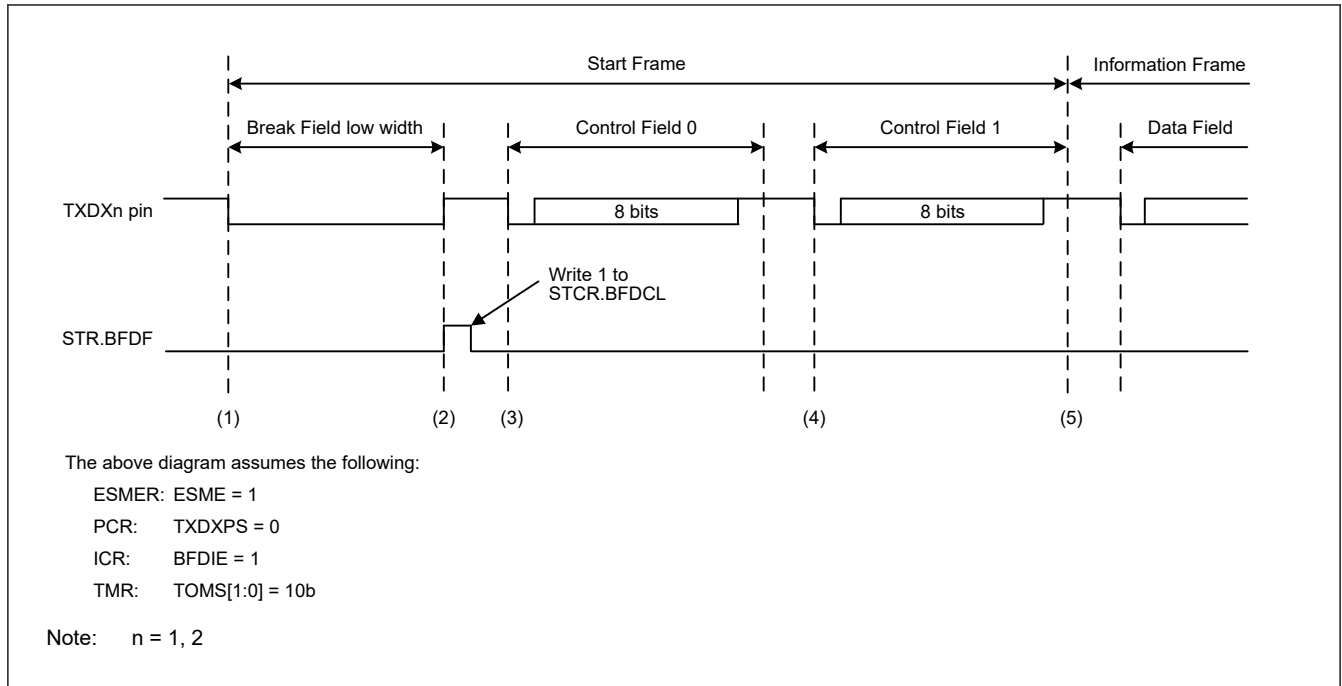 Start Frame
Information Frame
Break Field low width
Control Field 0
Control Field 1
Data Field
TXDXn pin
8 bits
8 bits
Write 1 to
STCR.BFDCL
STR.BFDF
(1)
(2)
(3)
(4)
(5)
The above diagram assumes the following:
ESMER: ESME = 1
PCR: TXDXPS = 0
ICR: BFDIE = 1
TMR: TOMS[1:0] = 10b
Note: n = 1, 2